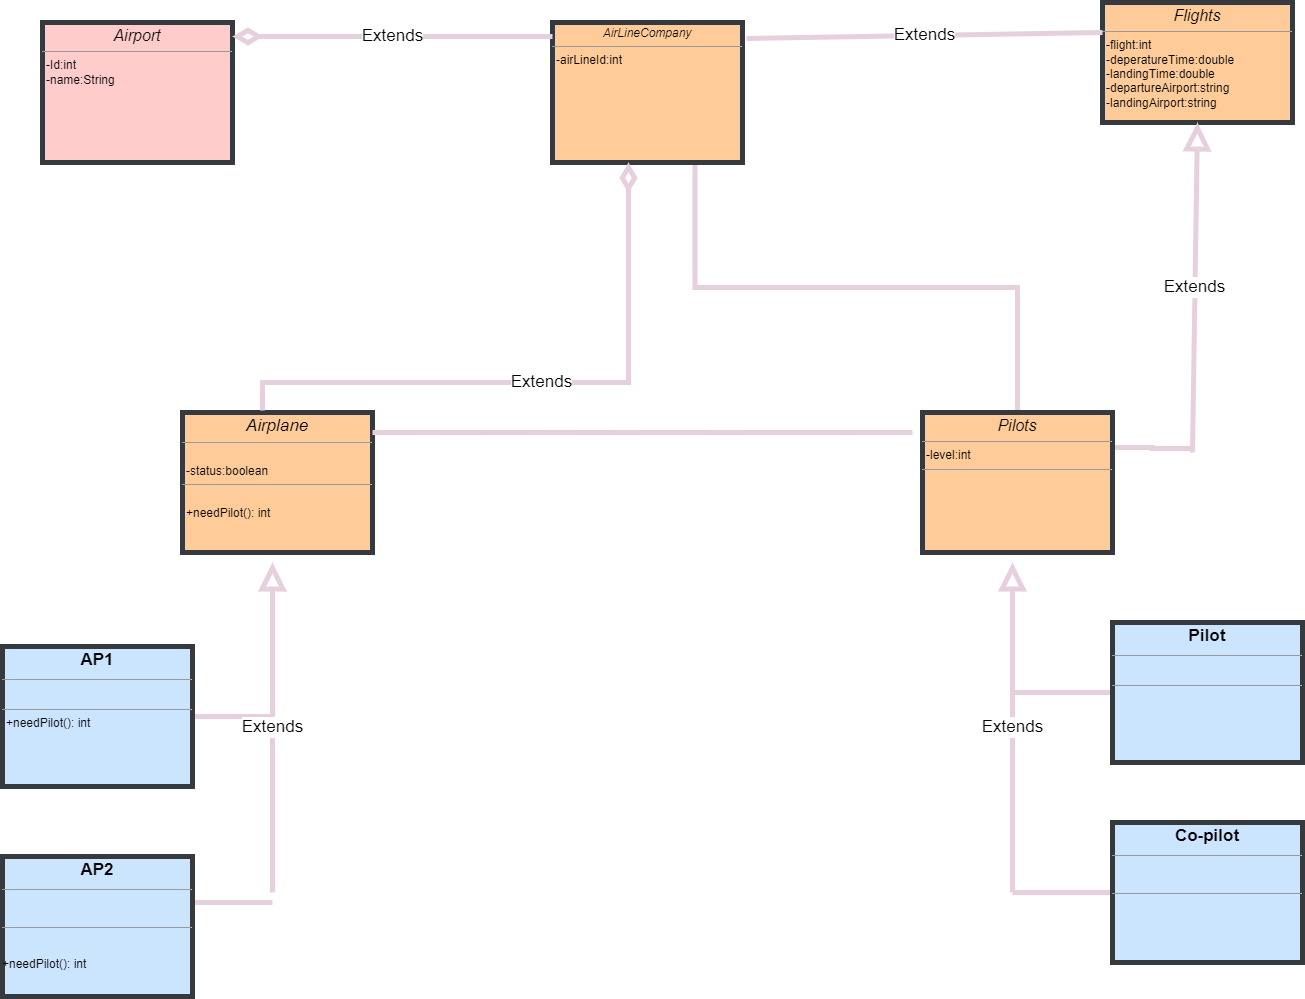 Airport
-Id:int
-name:String
Extends
AirLineCompany
-airLineId:int
Extends
Flights
-flight:int
-deperatureTime:double
-landingTime:double
-departureAirport:string
-landingAirport:string
Extends
Extends
Airplane
-status:boolean
+needPilot(): int
Pilots
-level:int
AP1
+needPilot(): int
Extends
AP2
+needPilot(): int
Pilot
Extends
Co-pilot